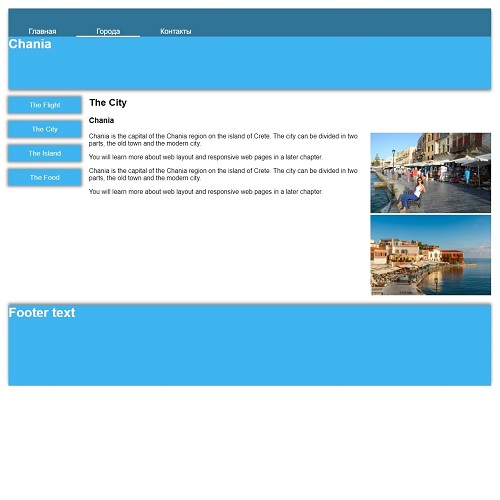 Главная Города Контакты
Chania
The Flight
The City
The Island
The Food
The City
Chania
Chania is the capital of the Chania region on the island of Crete. The city can be divided in two
parts, the old town and the modern city.
You will learn more about web layout and responsive web pages in a later chapter.
Chania is the capital of the Chania region on the island of Crete. The city can be divided in two
parts, the old town and the modern city.
You will learn more about web layout and responsive web pages in a later chapter.
Footer text